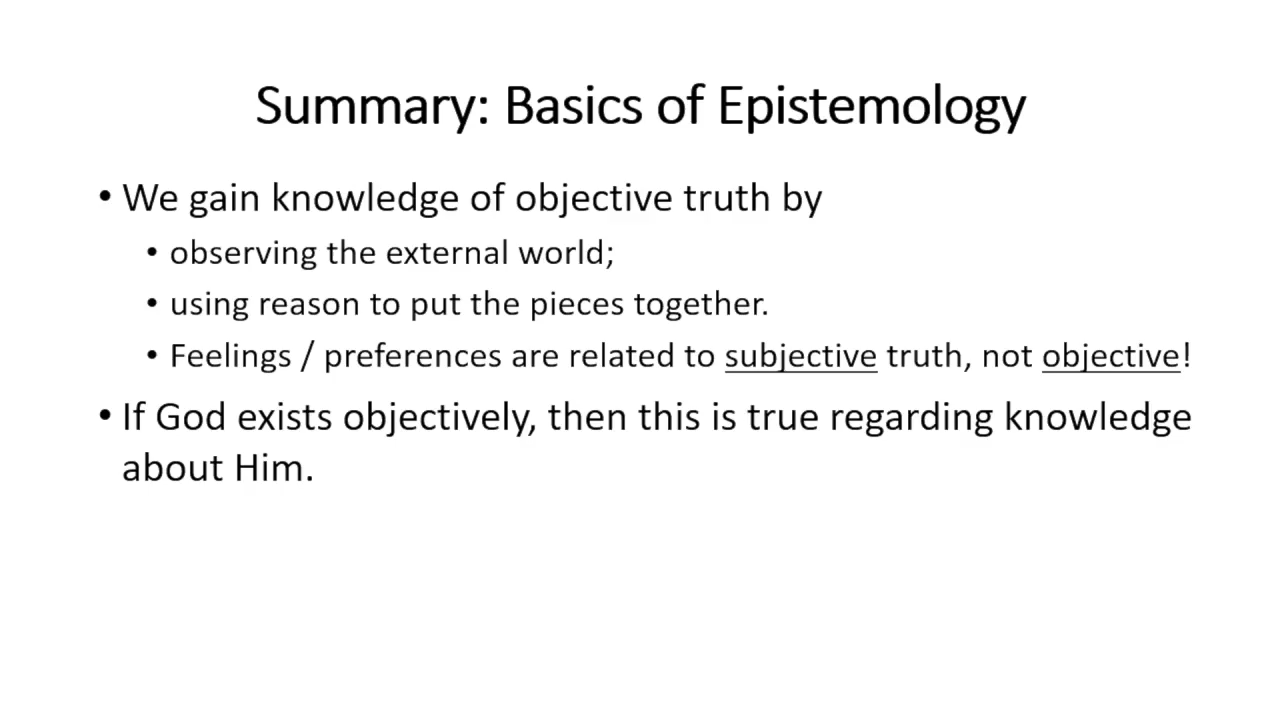 Summary: Basics of Epistemology
• We gain knowledge of objective truth by
• observing the external world;
• using reason to put the pieces together.
• Feelings / preferences are related to subjective truth, not objective!
• If God exists objectively, then this is true regarding knowledge
about Him.